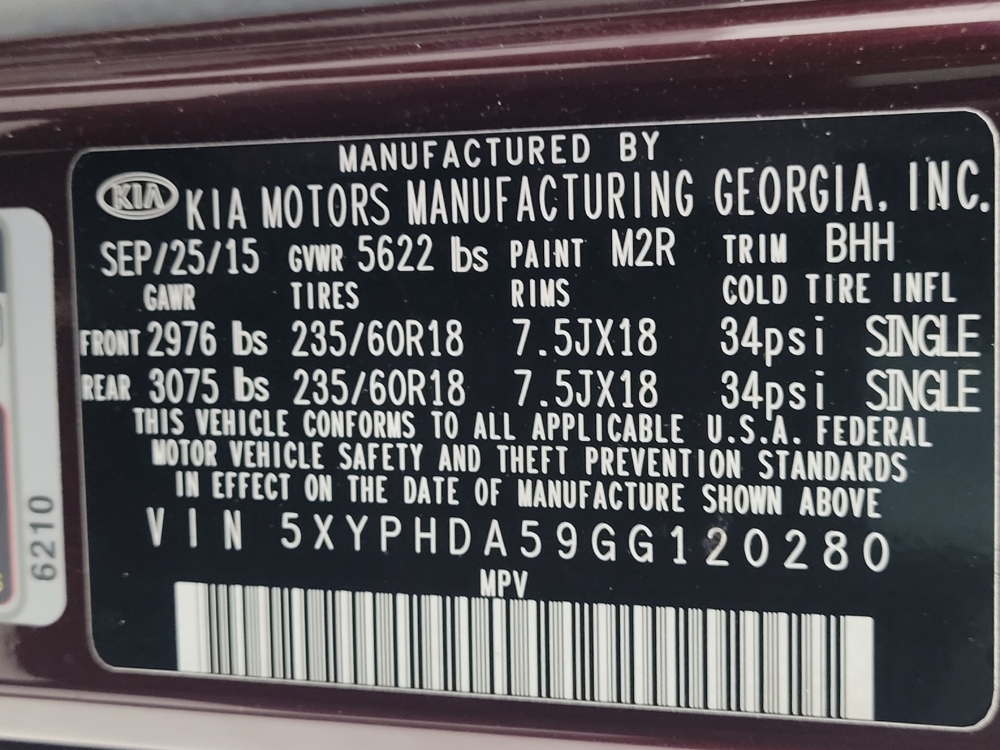 MANUFACTURED BY
KIA KIA MOTORS MANUFACTURING GEORGIA, INC.
SEP/25/15 GVWR 5622 lbs PAINT M2R TRIM BHH
GAWR TIRES RIMS COLD TIRE INFL
FRONT 2976 lbs 235/60R18 7.5JX18 34psi SINGLE
REAR 3075 lbs 235/60R18 7.5JX18 34psi SINGLE
THIS VEHICLE CONFORMS TO ALL APPLICABLE U.S.A. FEDERAL
MOTOR VEHICLE SAFETY AND THEFT PREVENTION STANDARDS
IN EFFECT ON THE DATE OF MANUFACTURE SHOWN ABOVE
VIN 5XYPHDA59GG120280
MPV
6210